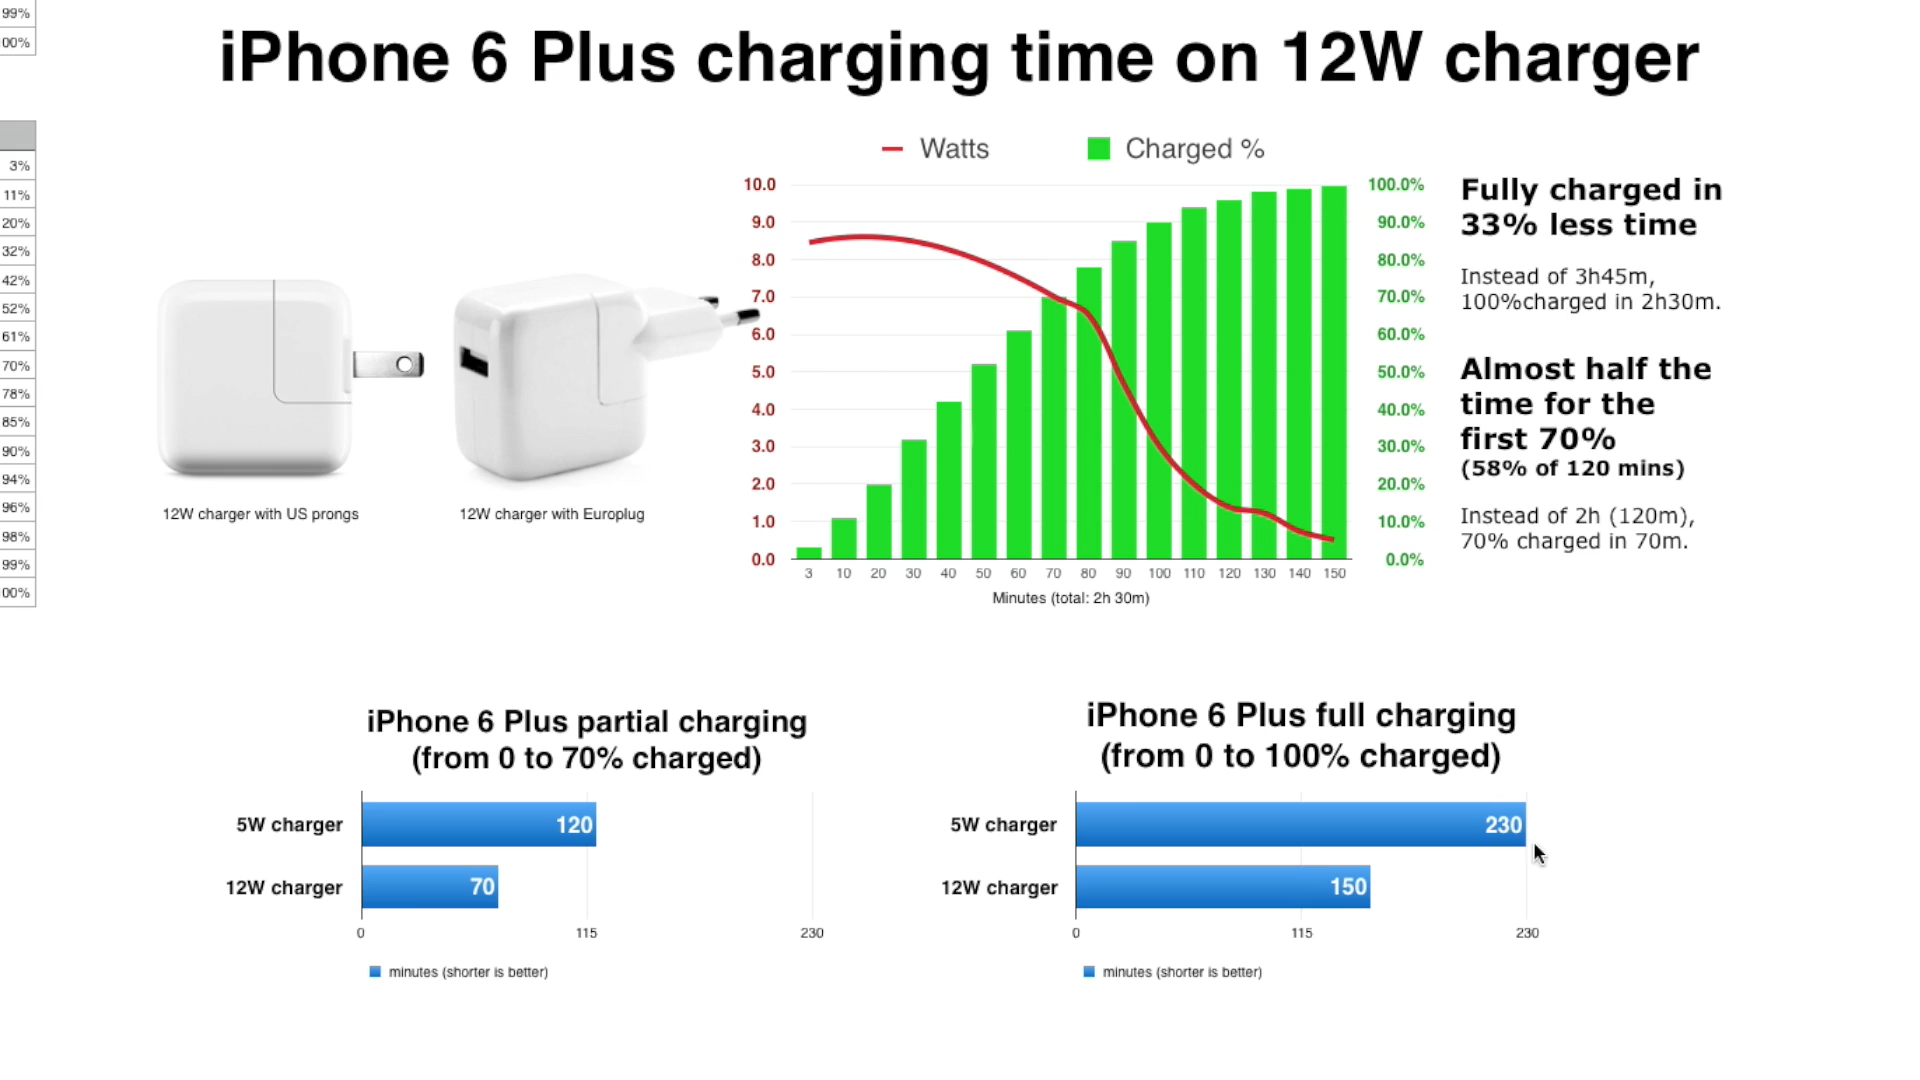 99%
00%
iPhone 6 Plus charging time on 12W charger
3%
11%
20%
32%
42%
52%
61%
70%
78%
85%
90%
94%
96%
98%
99%
00%
12W charger with US prongs
12W charger with Europlug
Watts
Charged %
10.0
9.0
8.0
7.0
6.0
5.0
4.0
3.0
2.0
1.0
0.0
100.0%
90.0%
80.0%
70.0%
60.0%
50.0%
40.0%
30.0%
20.0%
10.0%
0.0%
3 10 20 30 40 50 60 70 80 90 100 110 120 130 140 150
Minutes (total: 2h 30m)
Fully charged in
33% less time
Instead of 3h45m,
100%charged in 2h30m.
Almost half the
time for the
first 70%
(58% of 120 mins)
Instead of 2h (120m),
70% charged in 70m.
iPhone 6 Plus partial charging
(from 0 to 70% charged)
5W charger
120
12W charger
70
0 115 230
minutes (shorter is better)
iPhone 6 Plus full charging
(from 0 to 100% charged)
5W charger
230
12W charger
150
0 115 230
minutes (shorter is better)